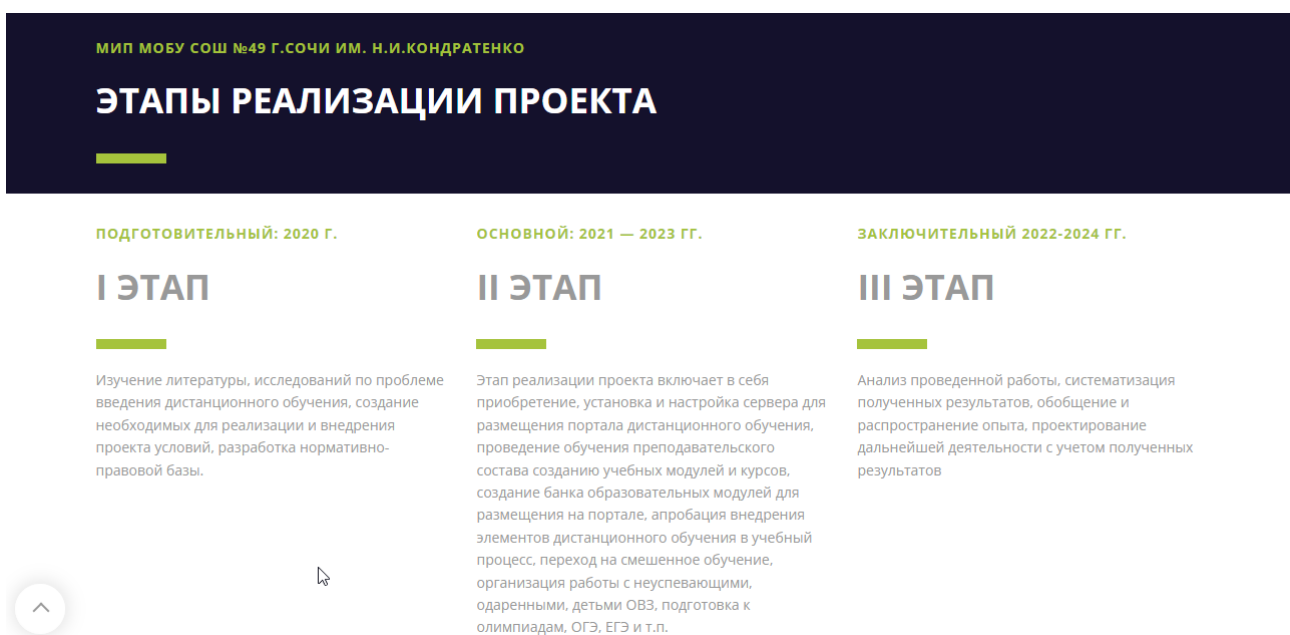 МИП МОБУ СОШ №49 Г.СОЧИ ИМ. Н.И.КОНДРАТЕНКО
ЭТАПЫ РЕАЛИЗАЦИИ ПРОЕКТА
ПОДГОТОВИТЕЛЬНЫЙ: 2020 Г.
I ЭТАП
Изучение литературы, исследований по проблеме
введения дистанционного обучения, создание
необходимых для реализации и внедрения
проекта условий, разработка нормативно-
правовой базы.
ОСНОВНОЙ: 2021 — 2023 ГГ.
II ЭТАП
Этап реализации проекта включает в себя
приобретение, установка и настройка сервера для
размещения портала дистанционного обучения,
проведение обучения преподавательского
состава созданию учебных модулей и курсов,
создание банка образовательных модулей для
размещения на портале, апробация внедрения
элементов дистанционного обучения в учебный
процесс, переход на смешенное обучение,
организация работы с неуспевающими,
одаренными, детьми ОВЗ, подготовка к
олимпиадам, ОГЭ, ЕГЭ и т.п.
ЗАКЛЮЧИТЕЛЬНЫЙ 2022-2024 ГГ.
III ЭТАП
Анализ проведенной работы, систематизация
полученных результатов, обобщение и
распространение опыта, проектирование
дальнейшей деятельности с учетом полученных
результатов